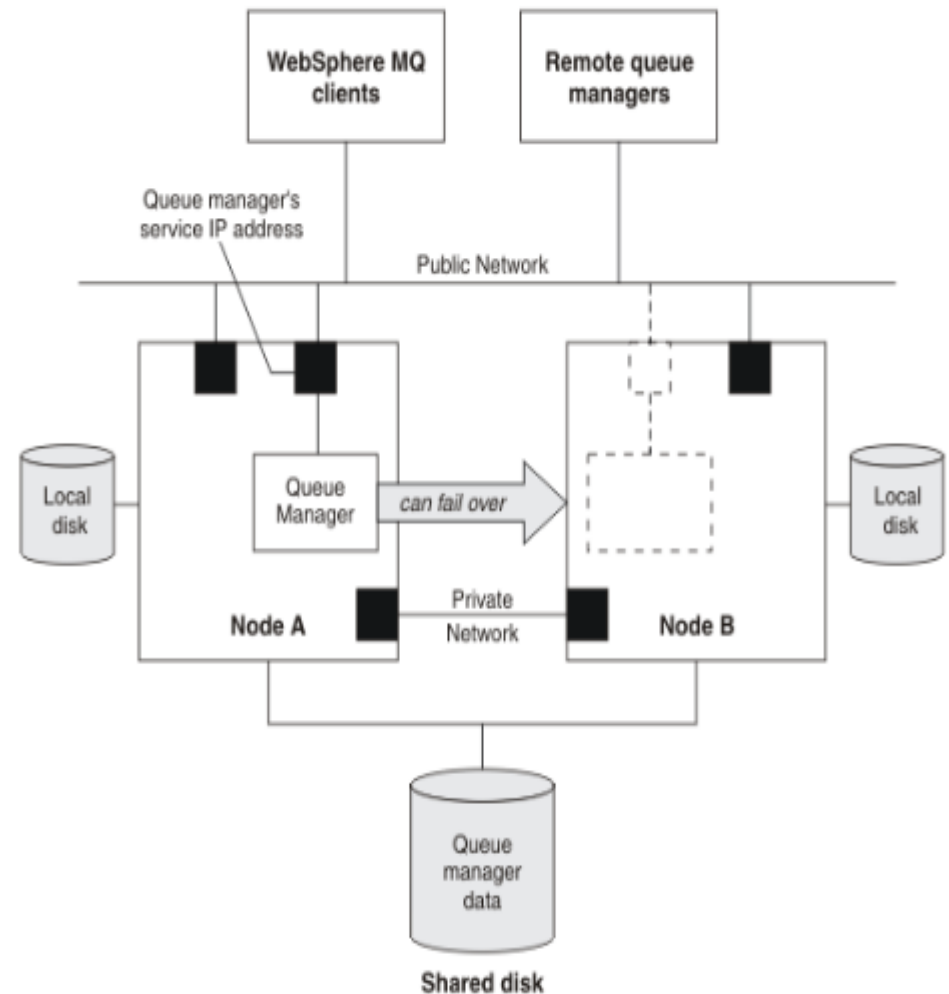 WebSphere MQ
clients
Remote queue
managers
Queue manager's
service IP address
Public Network
Local
disk
Queue
Manager
can fail over
Local
disk
Node A
Private
Network
Node B
Queue
manager
data
Shared disk